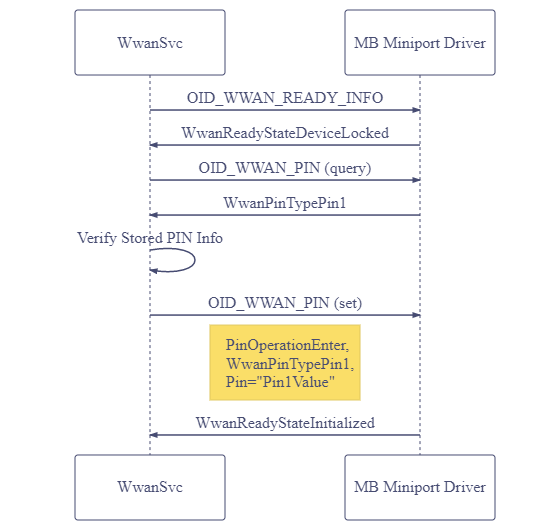 WwanSvc
MB Miniport Driver
OID_WWAN_READY_INFO
WwanReadyStateDeviceLocked
OID_WWAN_PIN (query)
WwanPinTypePin1
Verify Stored PIN Info
OID_WWAN_PIN (set)
PinOperationEnter,
WwanPinTypePin1,
Pin="Pin1Value"
WwanReadyStateInitialized
WwanSvc
MB Miniport Driver